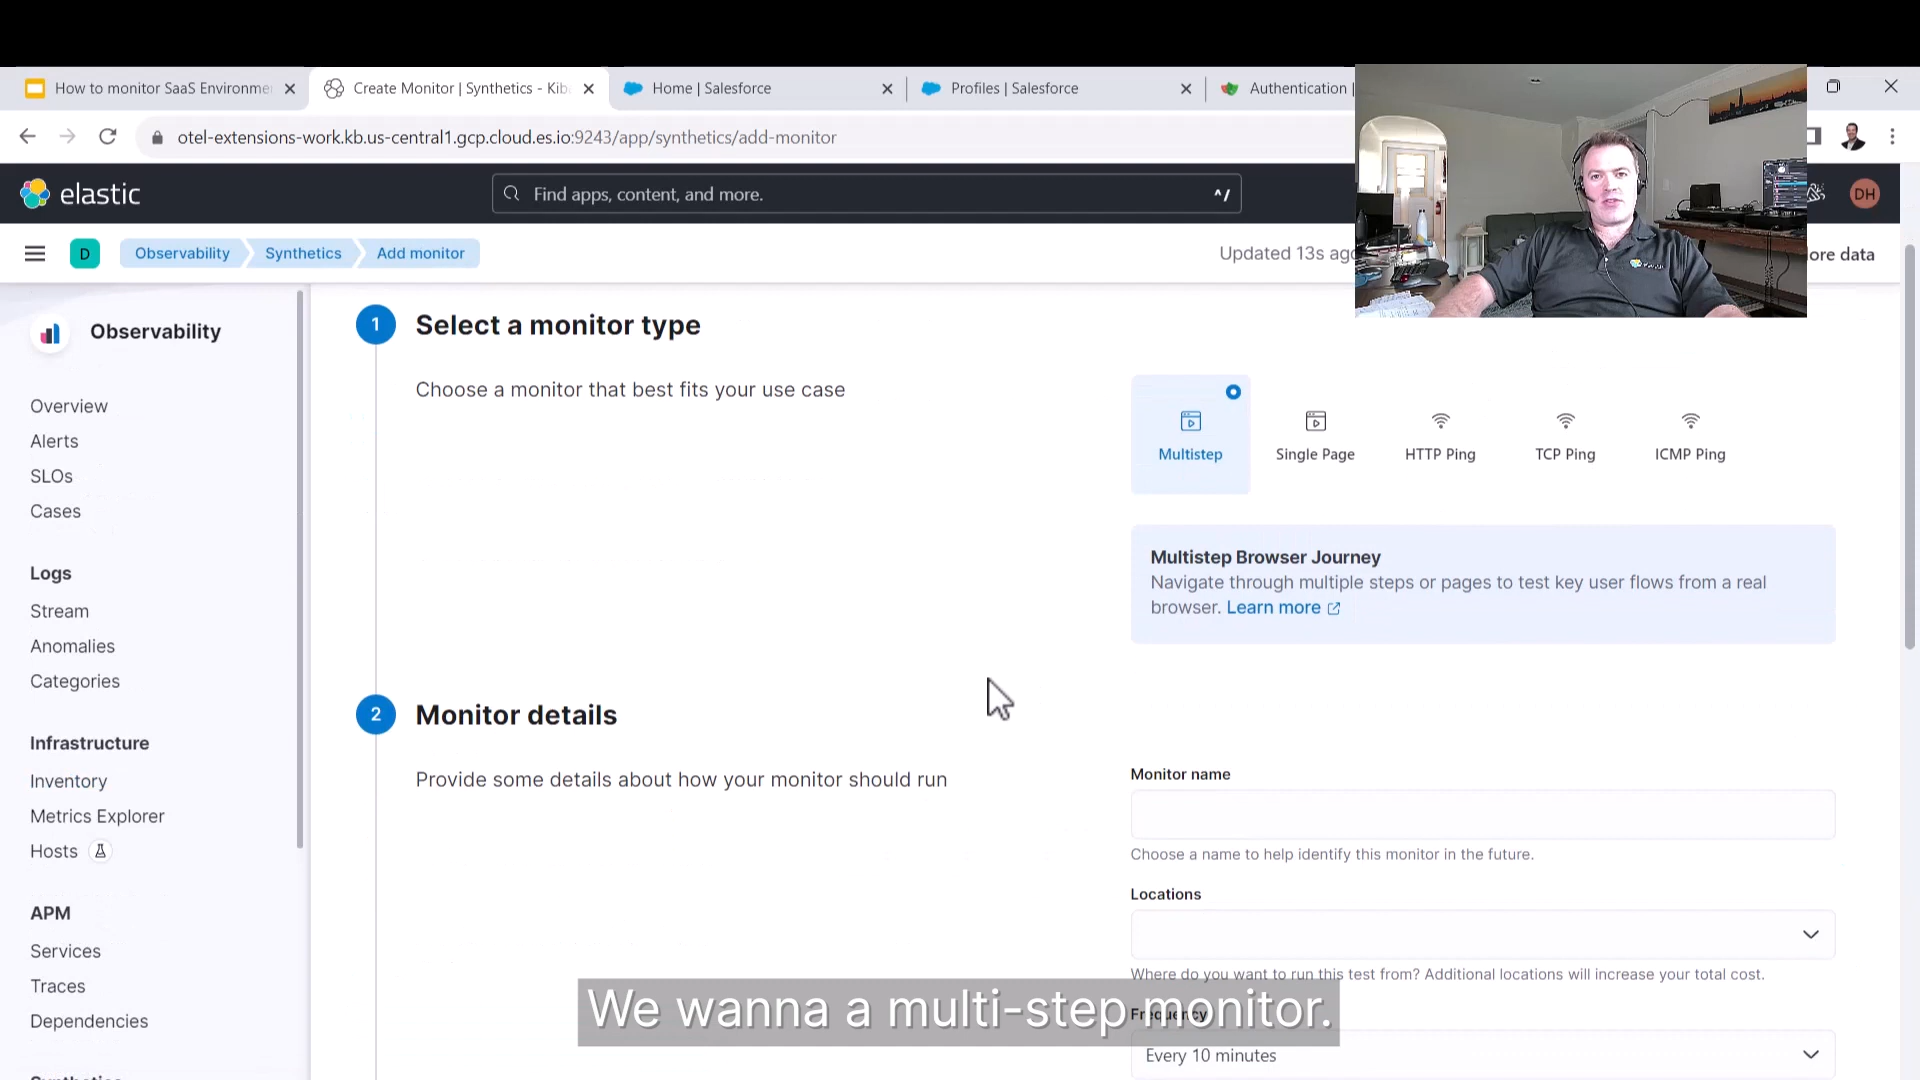 How to monitor SaaS Environme
Create Monitor | Synthetics - Kib
Home | Salesforce
Profiles | Salesforce
Authentication |
otel-extensions-work.kb.us-central1.gcp.cloud.es.io:9243/app/synthetics/add-monitor
elastic
Find apps, content, and more.
^/
DH
D
Observability
Synthetics
Add monitor
Updated 13s ago
ore data
Observability
Overview
Alerts
SLOs
Cases
Logs
Stream
Anomalies
Categories
Infrastructure
Inventory
Metrics Explorer
Hosts
APM
Services
Traces
Dependencies
Synthetics
1
Select a monitor type
Choose a monitor that best fits your use case
Multistep
Single Page
HTTP Ping
TCP Ping
ICMP Ping
Multistep Browser Journey
Navigate through multiple steps or pages to test key user flows from a real
browser. Learn more
2
Monitor details
Provide some details about how your monitor should run
Monitor name
Choose a name to help identify this monitor in the future.
Locations
Where do you want to run this test from? Additional locations will increase your total cost.
Frequency
Every 10 minutes
We wanna a multi-step monitor.